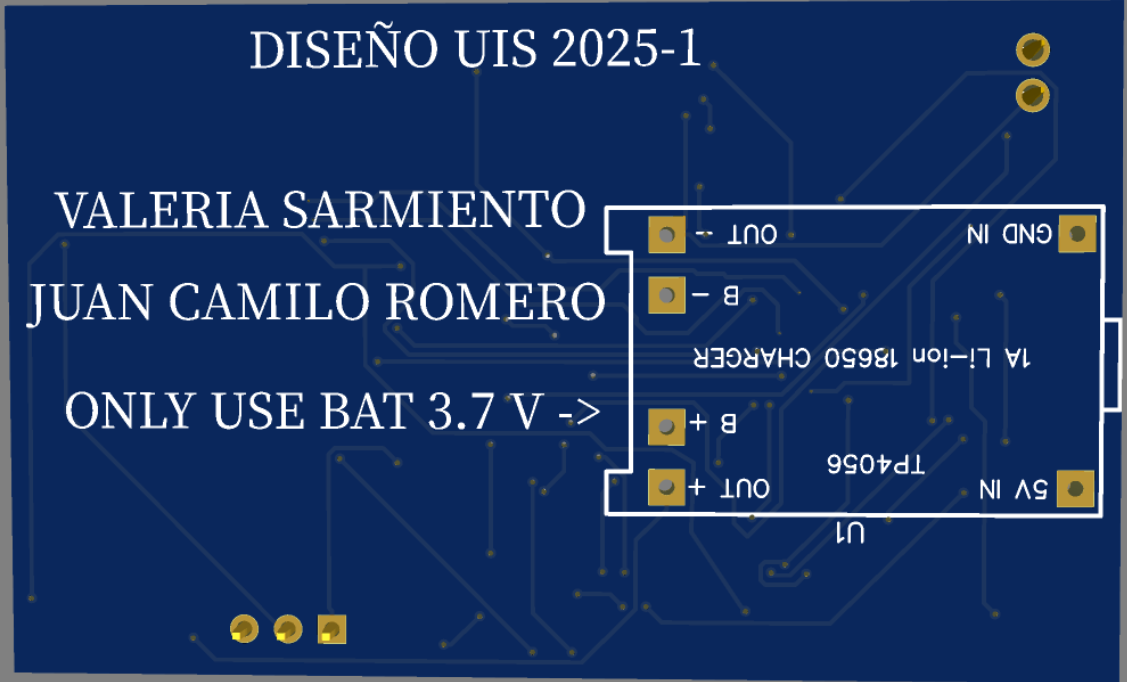 DISEÑO UIS 2025-1
VALERIA SARMIENTO
JUAN CAMILO ROMERO
ONLY USE BAT 3.7 V ->
OUT -
GND IN
B -
1A Li-ion 18650 CHARGER
B +
TP4056
OUT +
5V IN
U1